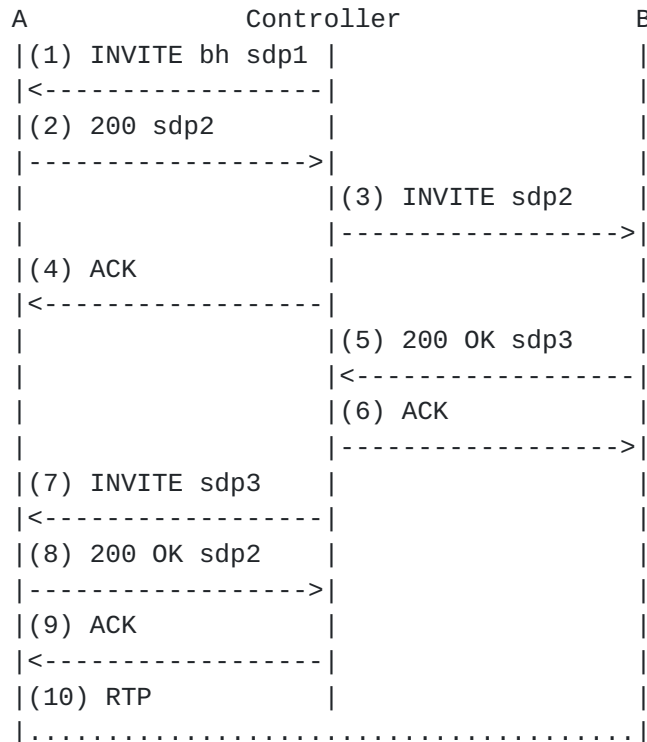 A Controller B
(1) INVITE bh sdp1
(2) 200 sdp2
(3) INVITE sdp2
(4) ACK
(5) 200 OK sdp3
(6) ACK
(7) INVITE sdp3
(8) 200 OK sdp2
(9) ACK
(10) RTP